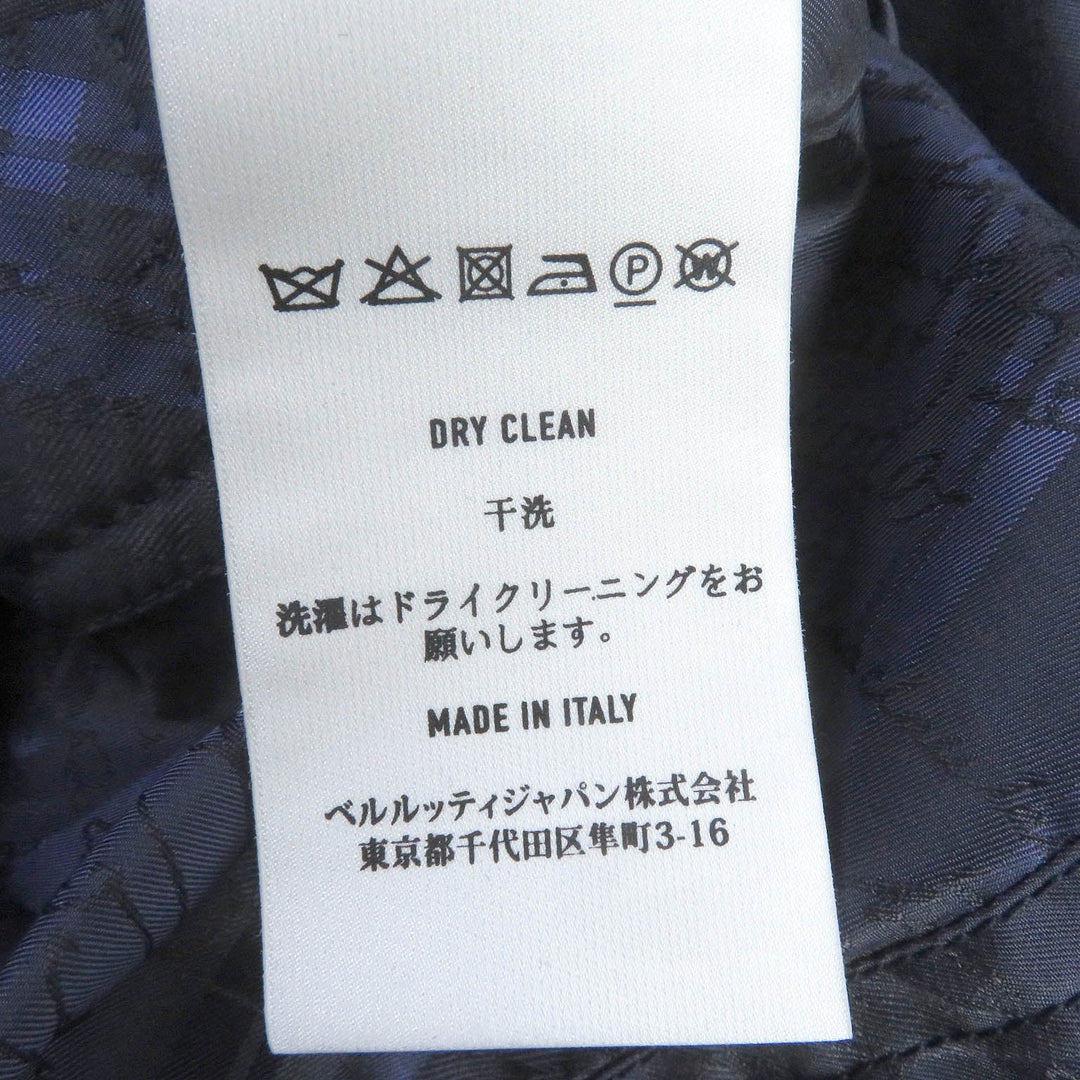 P W
DRY CLEAN
干洗
洗濯はドライクリーニングをお
願いします。
MADE IN ITALY
ベルルッティジャパン株式会社
東京都千代田区隼町3-16